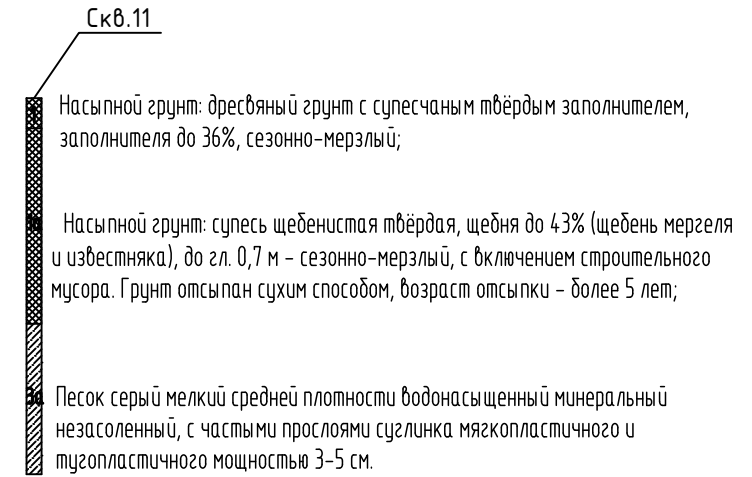 Скв.11
Насыпной грунт: дресвяный грунт с супесчаным твёрдым заполнителем,
заполнителя до 36%, сезонно-мерзлый;
Насыпной грунт: супесь щебенистая твёрдая, щебня до 43% (щебень мергеля
и известняка), до гл. 0,7 м - сезонно-мерзлый, с включением строительного
мусора. Грунт отсыпан сухим способом, возраст отсыпки - более 5 лет;
3а Песок серый мелкий средней плотности водонасыщенный минеральный
незасоленный, с частыми прослоями суглинка мягкопластичного и
тугопластичного мощностью 3-5 см.